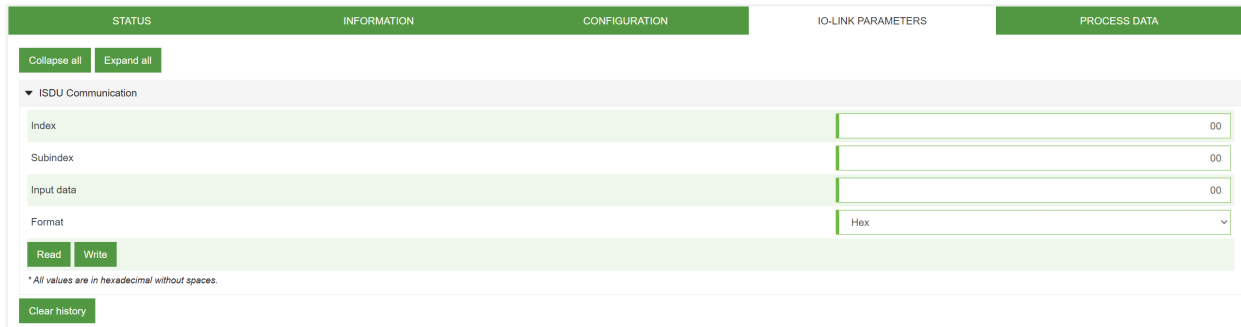 STATUS INFORMATION CONFIGURATION IO-LINK PARAMETERS PROCESS DATA
Collapse all Expand all
ISDU Communication
Index 00
Subindex 00
Input data 00
Format Hex
Read Write
* All values are in hexadecimal without spaces.
Clear history